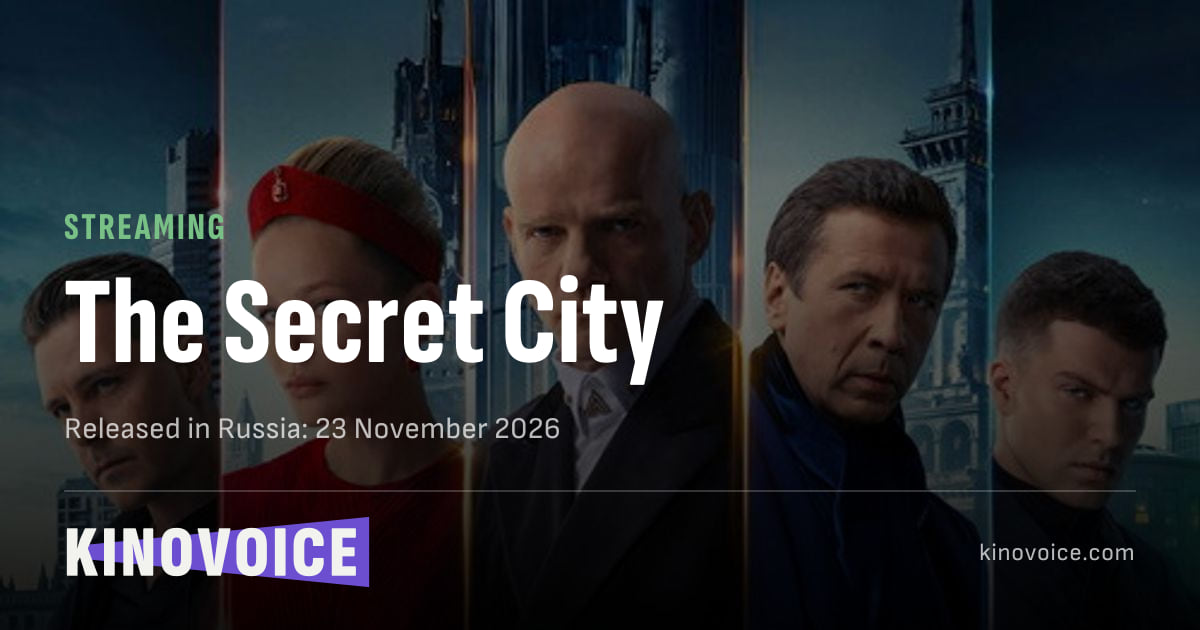 STREAMING
The Secret City
Released in Russia: 23 November 2026
KINOVOICE
kinovoice.com